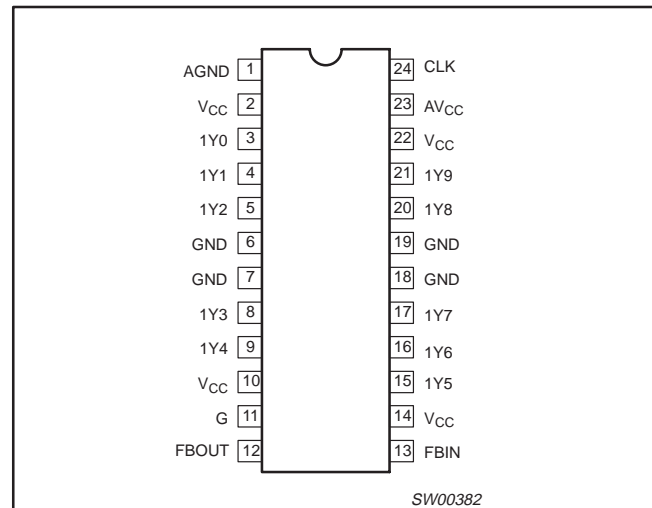 AGND 1 24 CLK
VCC 2 23 AVCC
1Y0 3 22 VCC
1Y1 4 21 1Y9
1Y2 5 20 1Y8
GND 6 19 GND
GND 7 18 GND
1Y3 8 17 1Y7
1Y4 9 16 1Y6
VCC 10 15 1Y5
G 11 14 VCC
FBOUT 12 13 FBIN
SW00382